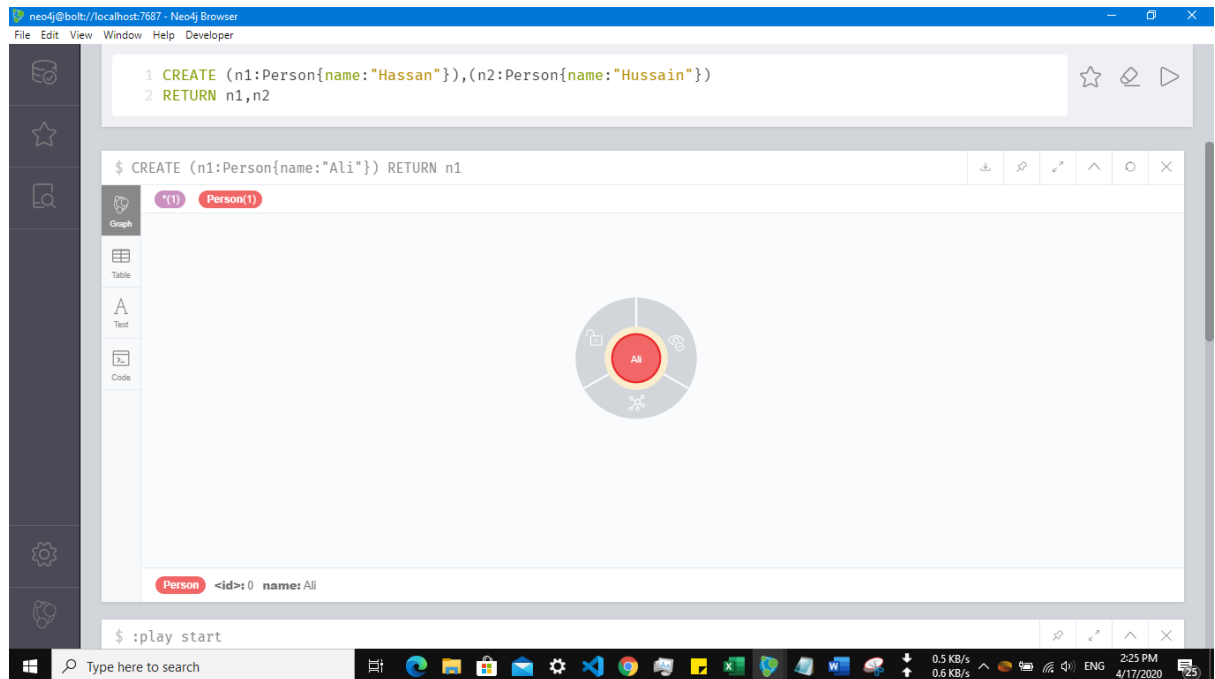 neo4j@bolt://localhost:7687 - Neo4j Browser
File Edit View Window Help Developer
1 CREATE (n1:Person{name:"Hassan"}),(n2:Person{name:"Hussain"})
2 RETURN n1,n2
$ CREATE (n1:Person{name:"Ali"}) RETURN n1
*(1) Person(1)
Graph
Table
A
Text
Code
Ali
Person <id>: 0 name: Ali
$ :play start
Type here to search
0.5 KB/s
0.6 KB/s
ENG
2:25 PM
4/17/2020
25